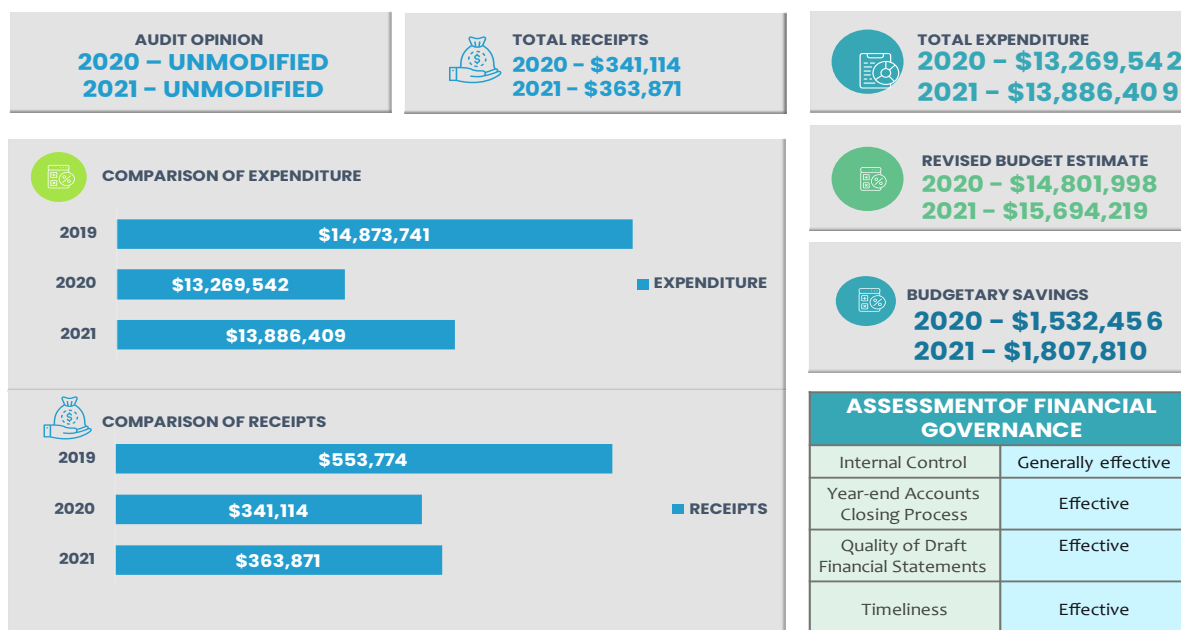 AUDIT OPINION
2020 – UNMODIFIED
2021 – UNMODIFIED
TOTAL RECEIPTS
2020 - $341,114
2021 - $363,871
TOTAL EXPENDITURE
2020 - $13,269,542
2021 - $13,886,409
COMPARISON OF EXPENDITURE
2019
$14,873,741
2020
$13,269,542
2021
$13,886,409
EXPENDITURE
COMPARISON OF RECEIPTS
2019
$553,774
2020
$341,114
2021
$363,871
RECEIPTS
REVISED BUDGET ESTIMATE
2020 - $14,801,998
2021 - $15,694,219
BUDGETARY SAVINGS
2020 - $1,532,456
2021 - $1,807,810
ASSESSMENTOF FINANCIAL
GOVERNANCE
Internal Control
Generally effective
Year-end Accounts
Closing Process
Effective
Quality of Draft
Financial Statements
Effective
Timeliness
Effective